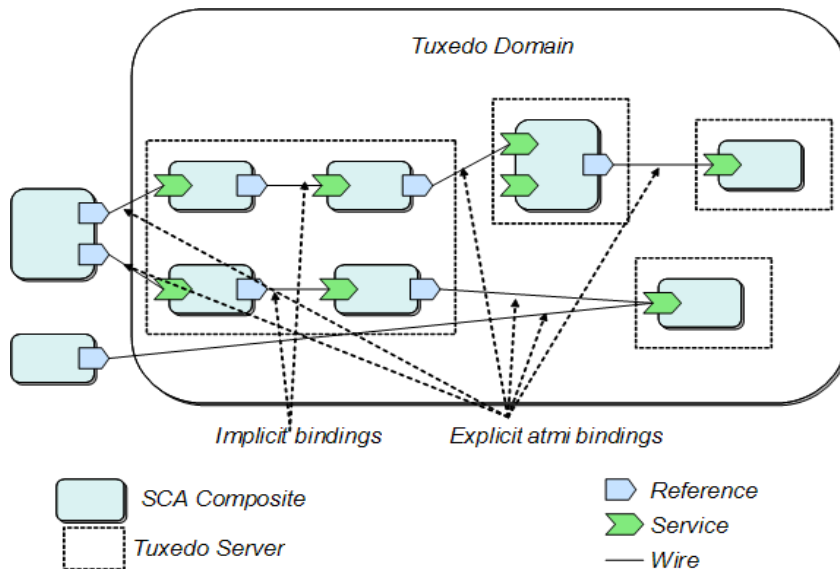 Tuxedo Domain
Implicit bindings
Explicit atmi bindings
SCA Composite
Reference
Service
Tuxedo Server
Wire